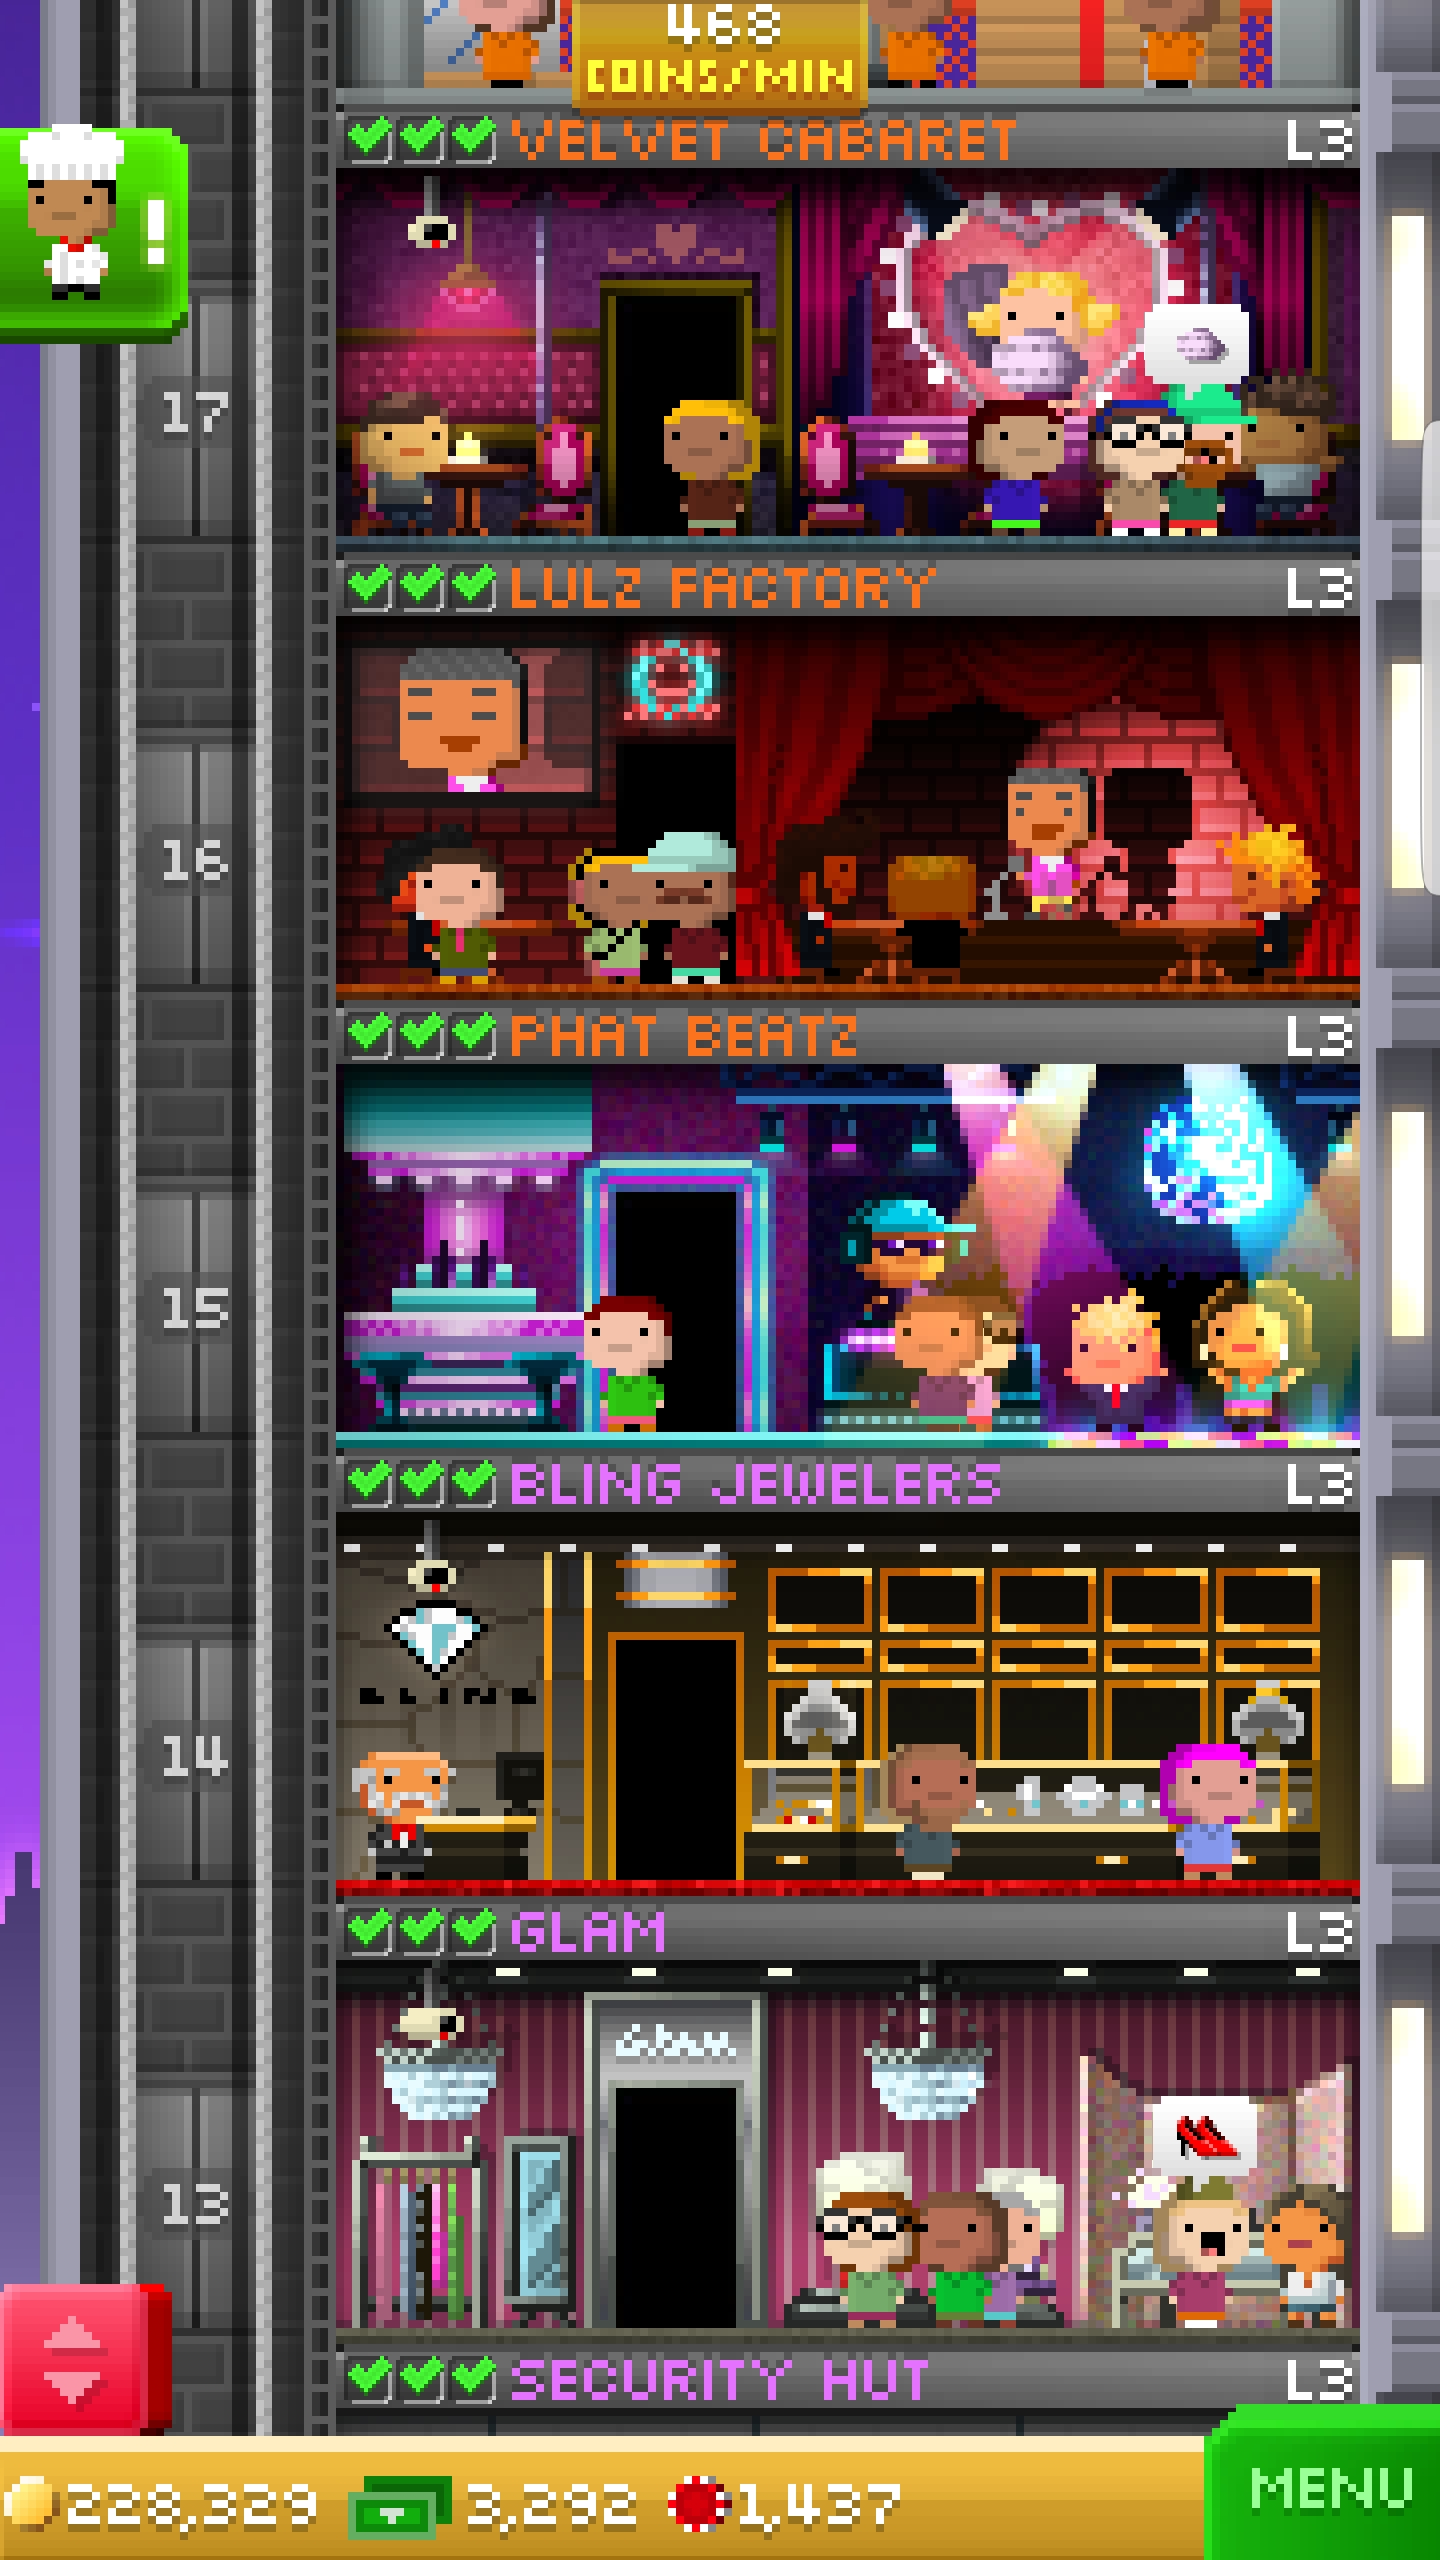 468
COINS/MIN
VELVET CABARET L3
!
17
LULZ FACTORY L3
16
PHAT BEATZ L3
15
BLING JEWELERS L3
BLING
14
GLAM L3
Glam
13
SECURITY HUT L3
228,329 3,292 1,437
MENU